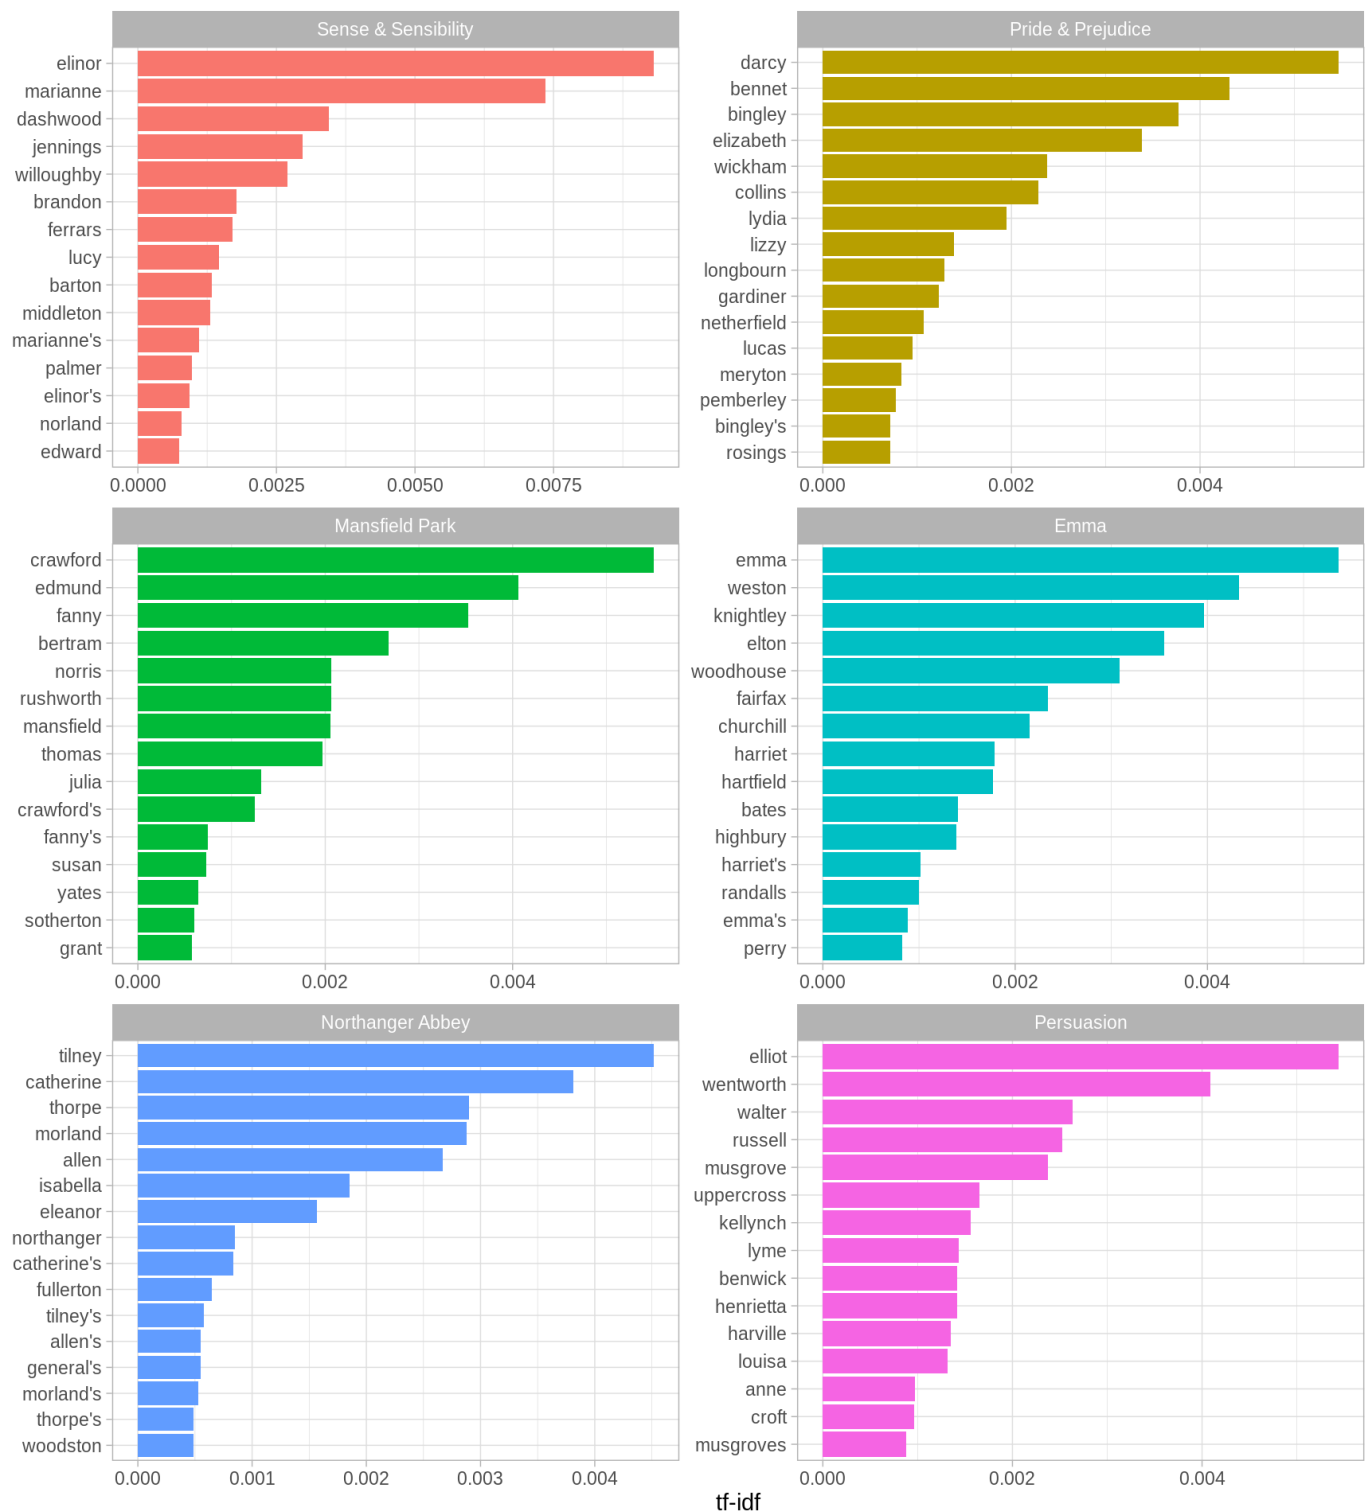 Sense & Sensibility
elinor
marianne
dashwood
jennings
willoughby
brandon
ferrars
lucy
barton
middleton
marianne's
palmer
elinor's
norland
edward
0.0000 0.0025 0.0050 0.0075
Pride & Prejudice
darcy
bennet
bingley
elizabeth
wickham
collins
lydia
lizzy
longbourn
gardiner
netherfield
lucas
meryton
pemberley
bingley's
rosings
0.000 0.002 0.004
Mansfield Park
crawford
edmund
fanny
bertram
norris
rushworth
mansfield
thomas
julia
crawford's
fanny's
susan
yates
sotherton
grant
0.000 0.002 0.004
Emma
emma
weston
knightley
elton
woodhouse
fairfax
churchill
harriet
hartfield
bates
highbury
harriet's
randalls
emma's
perry
0.000 0.002 0.004
Northanger Abbey
tilney
catherine
thorpe
morland
allen
isabella
eleanor
northanger
catherine's
fullerton
tilney's
allen's
general's
morland's
thorpe's
woodston
0.000 0.001 0.002 0.003 0.004
Persuasion
elliot
wentworth
walter
russell
musgrove
uppercross
kellynch
lyme
benwick
henrietta
harville
louisa
anne
croft
musgroves
0.000 0.002 0.004
tf-idf